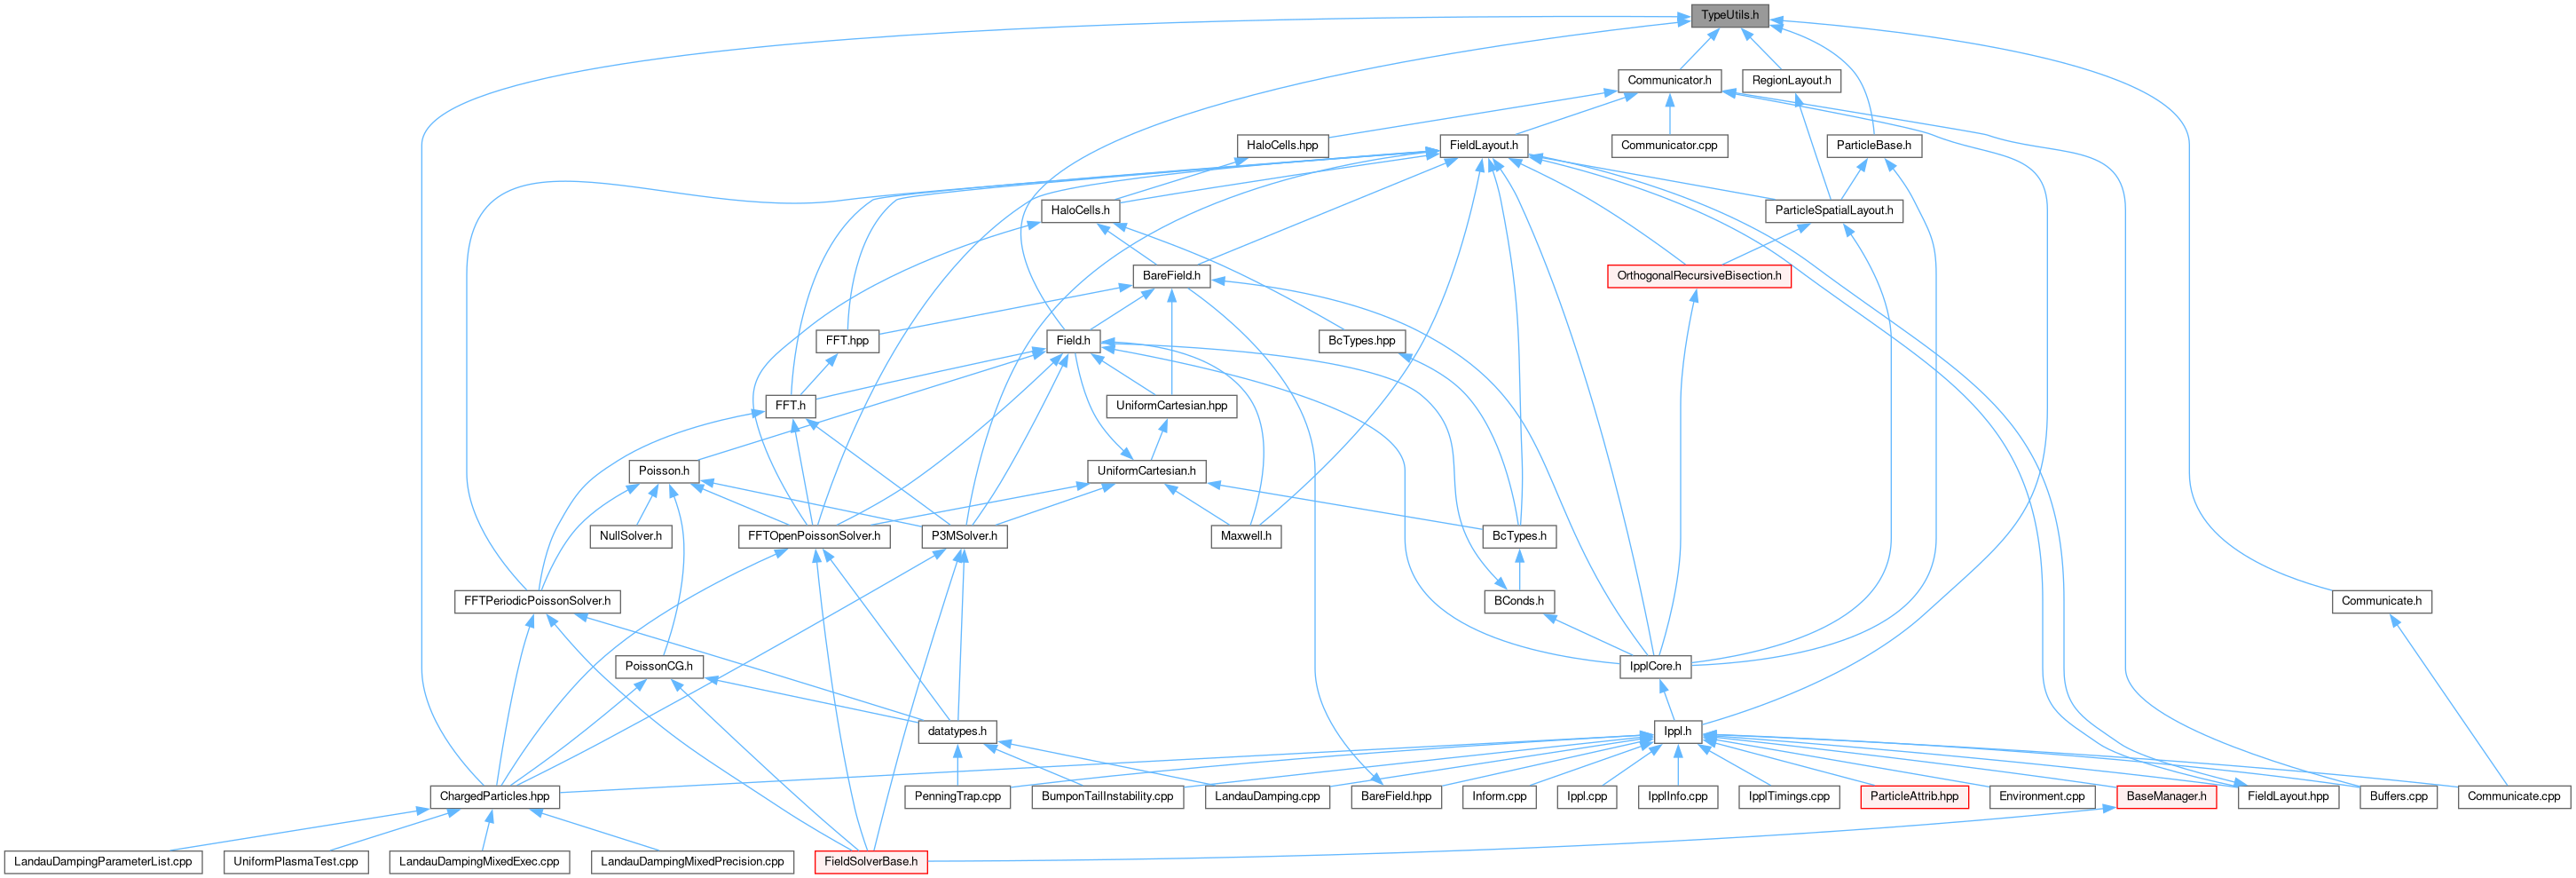 TypeUtils.h
Communicator.h
RegionLayout.h
HaloCells.hpp
FieldLayout.h
Communicator.cpp
ParticleBase.h
HaloCells.h
ParticleSpatialLayout.h
BareField.h
OrthogonalRecursiveBisection.h
FFT.hpp
Field.h
BcTypes.hpp
FFT.h
UniformCartesian.hpp
Poisson.h
UniformCartesian.h
NullSolver.h
FFTOpenPoissonSolver.h
P3MSolver.h
Maxwell.h
BcTypes.h
FFTPeriodicPoissonSolver.h
BConds.h
Communicate.h
PoissonCG.h
IpplCore.h
datatypes.h
Ippl.h
ChargedParticles.hpp
PenningTrap.cpp
BumponTailInstability.cpp
LandauDamping.cpp
BareField.hpp
Inform.cpp
Ippl.cpp
IpplInfo.cpp
IpplTimings.cpp
ParticleAttrib.hpp
Environment.cpp
BaseManager.h
FieldLayout.hpp
Buffers.cpp
Communicate.cpp
LandauDampingParameterList.cpp
UniformPlasmaTest.cpp
LandauDampingMixedExec.cpp
LandauDampingMixedPrecision.cpp
FieldSolverBase.h